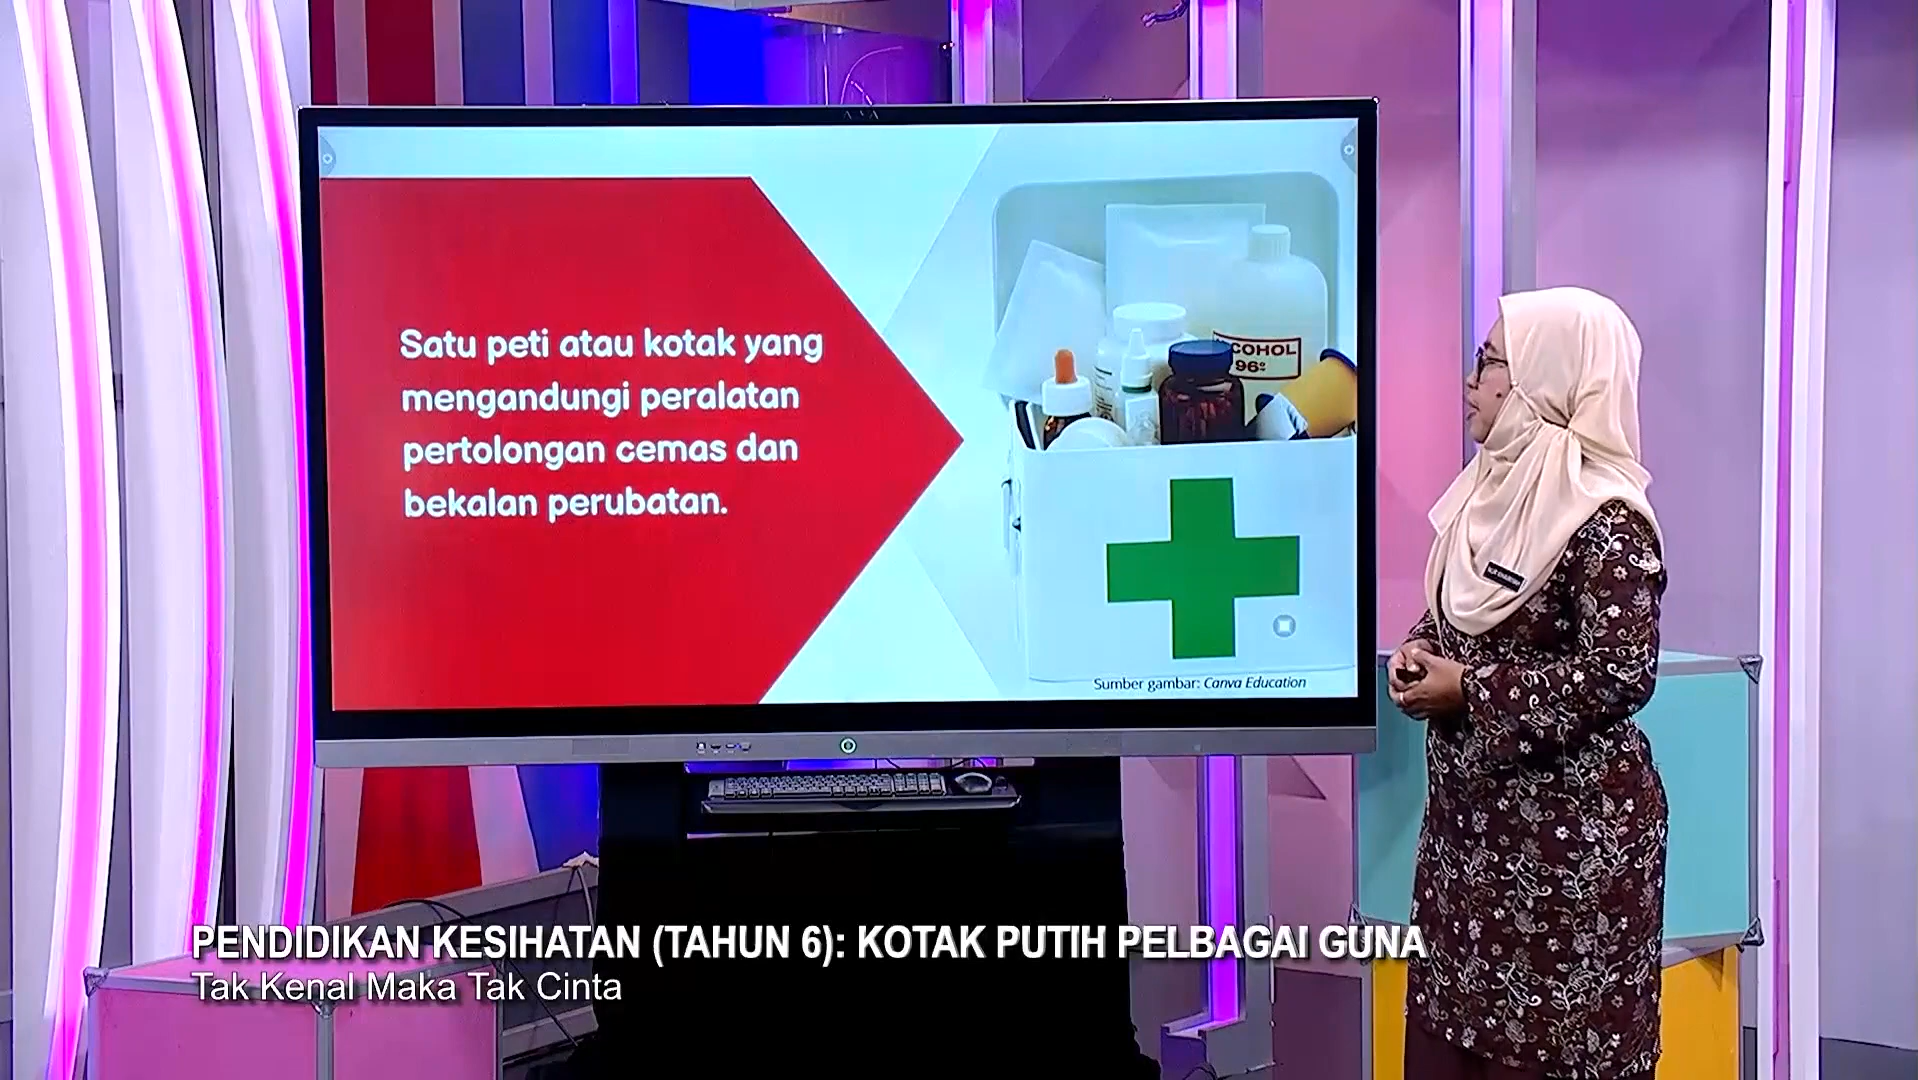 Satu peti atau kotak yang
mengandungi peralatan
pertolongan cemas dan
bekalan perubatan.
COHOL
96º
Sumber gambar: Canva Education
PENDIDIKAN KESIHATAN (TAHUN 6): KOTAK PUTIH PELBAGAI GUNA
Tak Kenal Maka Tak Cinta